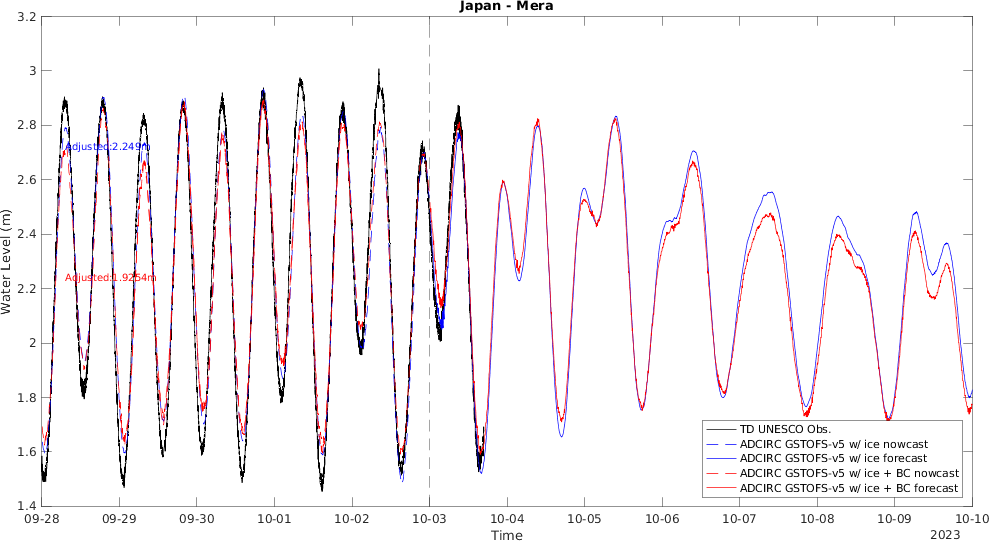 Japan - Mera
3.2
3
2.8
2.6
2.4
2.2
2
1.8
1.6
1.4
Water Level (m)
Adjusted:2.249m
Adjusted:1.9254m
TD UNESCO Obs.
ADCIRC GSTOFS-v5 w/ ice nowcast
ADCIRC GSTOFS-v5 w/ ice forecast
ADCIRC GSTOFS-v5 w/ ice + BC nowcast
ADCIRC GSTOFS-v5 w/ ice + BC forecast
09-28 09-29 09-30 10-01 10-02 10-03 10-04 10-05 10-06 10-07 10-08 10-09 10-10
Time
2023